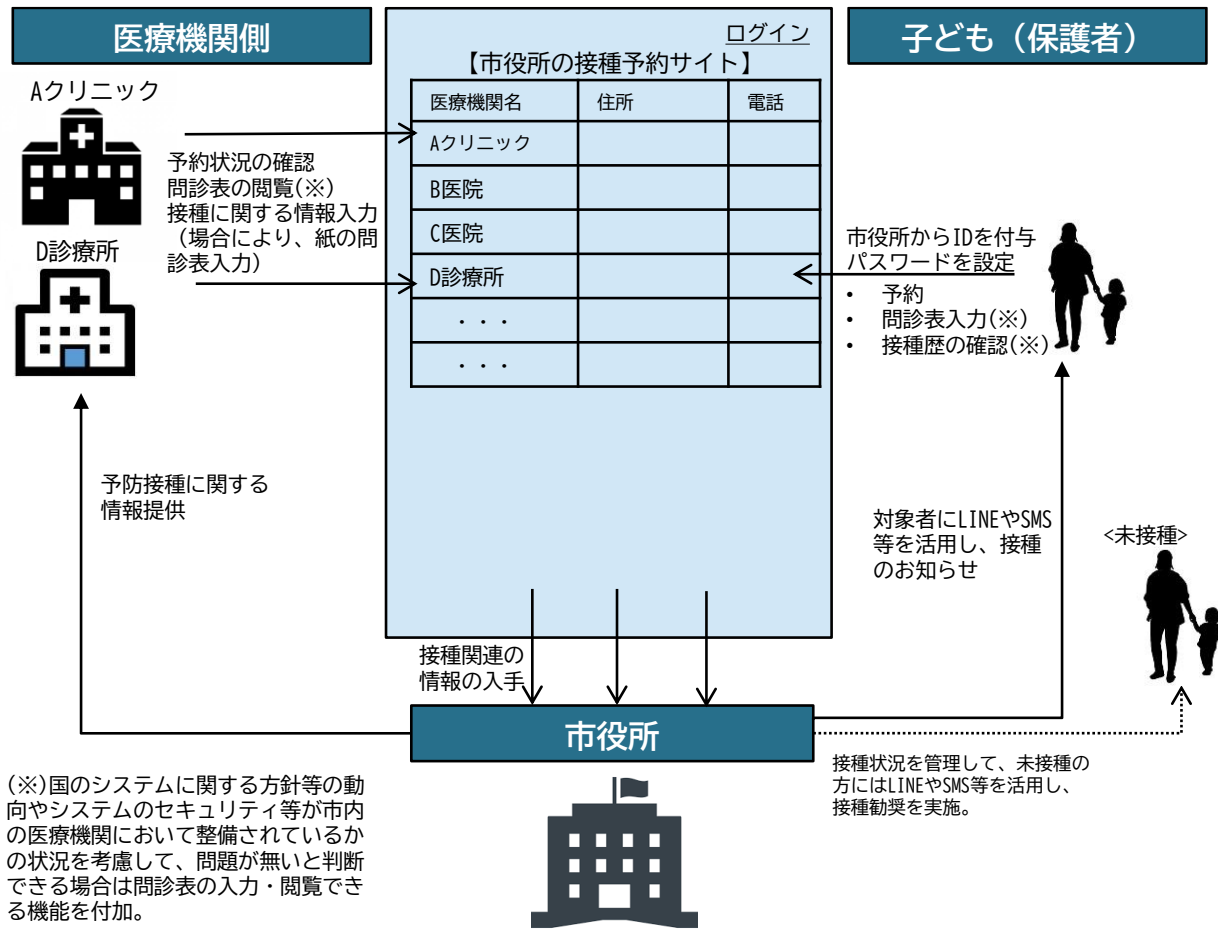 医療機関側
Aクリニック
予約状況の確認
問診表の閲覧(※)
接種に関する情報入力
（場合により、紙の問
診表入力）
D診療所
予防接種に関する
情報提供
ログイン
【市役所の接種予約サイト】
医療機関名 住所 電話
Aクリニック
B医院
C医院
D診療所
・・・
・・・
接種関連の
情報の入手
子ども（保護者）
市役所からIDを付与
パスワードを設定
• 予約
• 問診表入力(※)
• 接種歴の確認(※)
対象者にLINEやSMS
等を活用し、接種
のお知らせ
<未接種>
市役所
接種状況を管理して、未接種の
方にはLINEやSMS等を活用し、
接種勧奨を実施。
(※)国のシステムに関する方針等の動
向やシステムのセキュリティ等が市内
の医療機関において整備されているか
の状況を考慮して、問題が無いと判断
できる場合は問診表の入力・閲覧でき
る機能を付加。